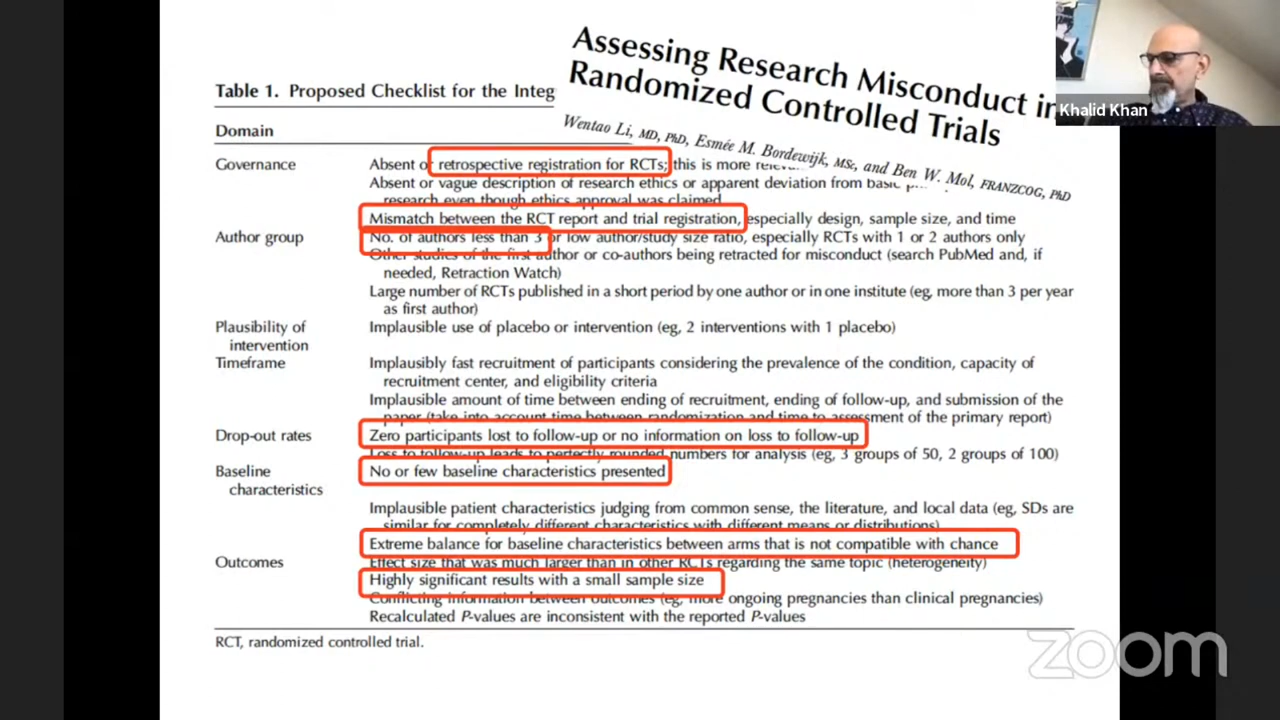 Assessing Research Misconduct in
Randomized Controlled Trials
Wentao Li, MD, PhD, Esmée M. Bordewijk, MSc, and Ben W. Mol, FRANZCOG, PhD
Khalid Khan
Table 1. Proposed Checklist for the Integ
Domain
Governance
Absent or retrospective registration for RCTs; this is more
Absent or vague description of research ethics or apparent deviation from basic
research even though ethics approval was claimed
Mismatch between the RCT report and trial registration, especially design, sample size, and time
Author group
No. of authors less than 3 or low author/study size ratio, especially RCTs with 1 or 2 authors only
Other studies of the first author or co-authors being retracted for misconduct (search PubMed and, if
needed, Retraction Watch)
Large number of RCTs published in a short period by one author or in one institute (eg, more than 3 per year
as first author)
Plausibility of
intervention
Implausible use of placebo or intervention (eg, 2 interventions with 1 placebo)
Timeframe
Implausibly fast recruitment of participants considering the prevalence of the condition, capacity of
recruitment center, and eligibility criteria
Implausible amount of time between ending of recruitment, ending of follow-up, and submission of the
paper (take into account time between randomization and time to assessment of the primary report)
Drop-out rates
Zero participants lost to follow-up or no information on loss to follow-up
Loss to follow-up leads to perfectly rounded numbers for analysis (eg, 3 groups of 50, 2 groups of 100)
Baseline
characteristics
No or few baseline characteristics presented
Implausible patient characteristics judging from common sense, the literature, and local data (eg, SDs are
similar for completely different characteristics with different means or distributions)
Extreme balance for baseline characteristics between arms that is not compatible with chance
Outcomes
Effect size that was much larger than in other RCTs regarding the same topic (heterogeneity)
Highly significant results with a small sample size
Conflicting information between outcomes (eg, more ongoing pregnancies than clinical pregnancies)
Recalculated P-values are inconsistent with the reported P-values
RCT, randomized controlled trial.
zoom